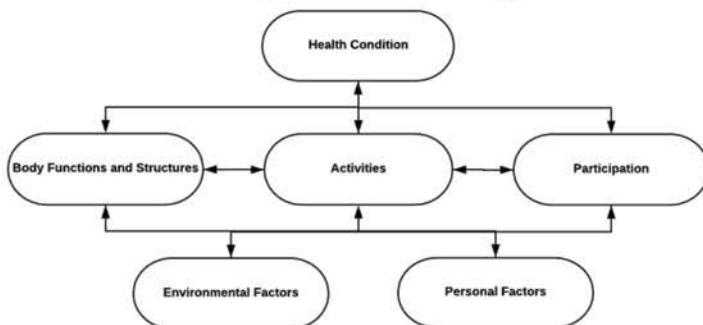 Health Condition
Body Functions and Structures
Activities
Participation
Environmental Factors
Personal Factors